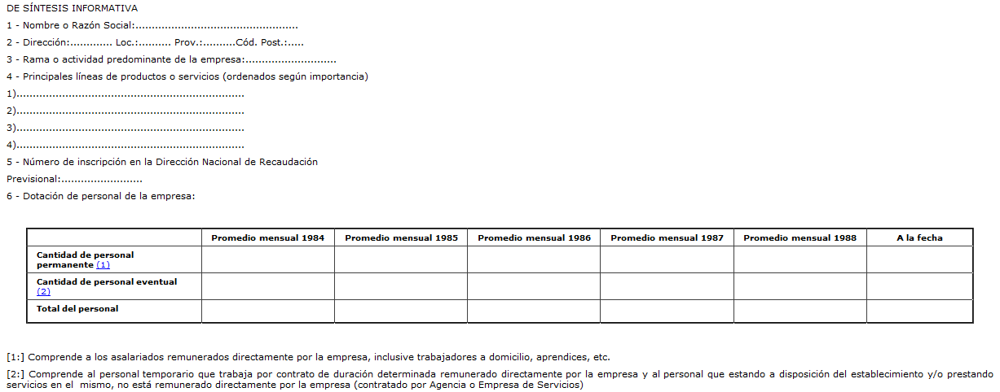 DE SÍNTESIS INFORMATIVA
1 - Nombre o Razón Social:..................................................
2 - Dirección:............. Loc.:.......... Prov.:..........Cód. Post.:.....
3 - Rama o actividad predominante de la empresa:............................
4 - Principales líneas de productos o servicios (ordenados según importancia)
1)......................................................................
2)......................................................................
3)......................................................................
4)......................................................................
5 - Número de inscripción en la Dirección Nacional de Recaudación
Previsional:.........................
6 - Dotación de personal de la empresa:
Promedio mensual 1984 Promedio mensual 1985 Promedio mensual 1986 Promedio mensual 1987 Promedio mensual 1988 A la fecha
Cantidad de personal
permanente (1)
Cantidad de personal eventual
(2)
Total del personal
[1:] Comprende a los asalariados remunerados directamente por la empresa, inclusive trabajadores a domicilio, aprendices, etc.
[2:] Comprende al personal temporario que trabaja por contrato de duración determinada remunerado directamente por la empresa y al personal que estando a disposición del establecimiento y/o prestando
servicios en el mismo, no está remunerado directamente por la empresa (contratado por Agencia o Empresa de Servicios)